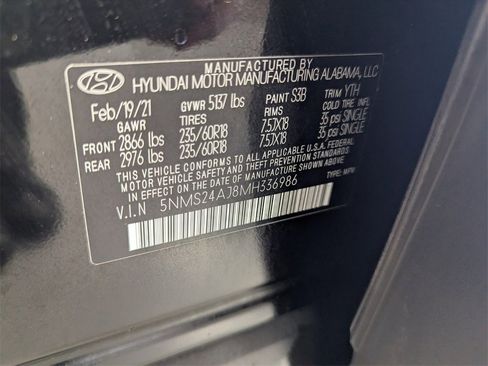 MANUFACTURED BY
HYUNDAI MOTOR MANUFACTURING ALABAMA, LLC
Feb/19/21 GVWR 5137 lbs PAINT S3B TRIM YTH
GAWR TIRES RIMS COLD TIRE INFL
FRONT 2866 lbs 235/60R18 7.5JX18 35 psi SINGLE
REAR 2976 lbs 235/60R18 7.5JX18 35 psi SINGLE
THIS VEHICLE CONFORMS TO ALL APPLICABLE U.S. FEDERAL
MOTOR VEHICLE SAFETY AND THEFT PREVENTION STANDARDS
IN EFFECT ON THE DATE OF MANUFACTURE SHOWN ABOVE.
V.I.N 5NMS24AJ8MH336986 TYPE: MPV